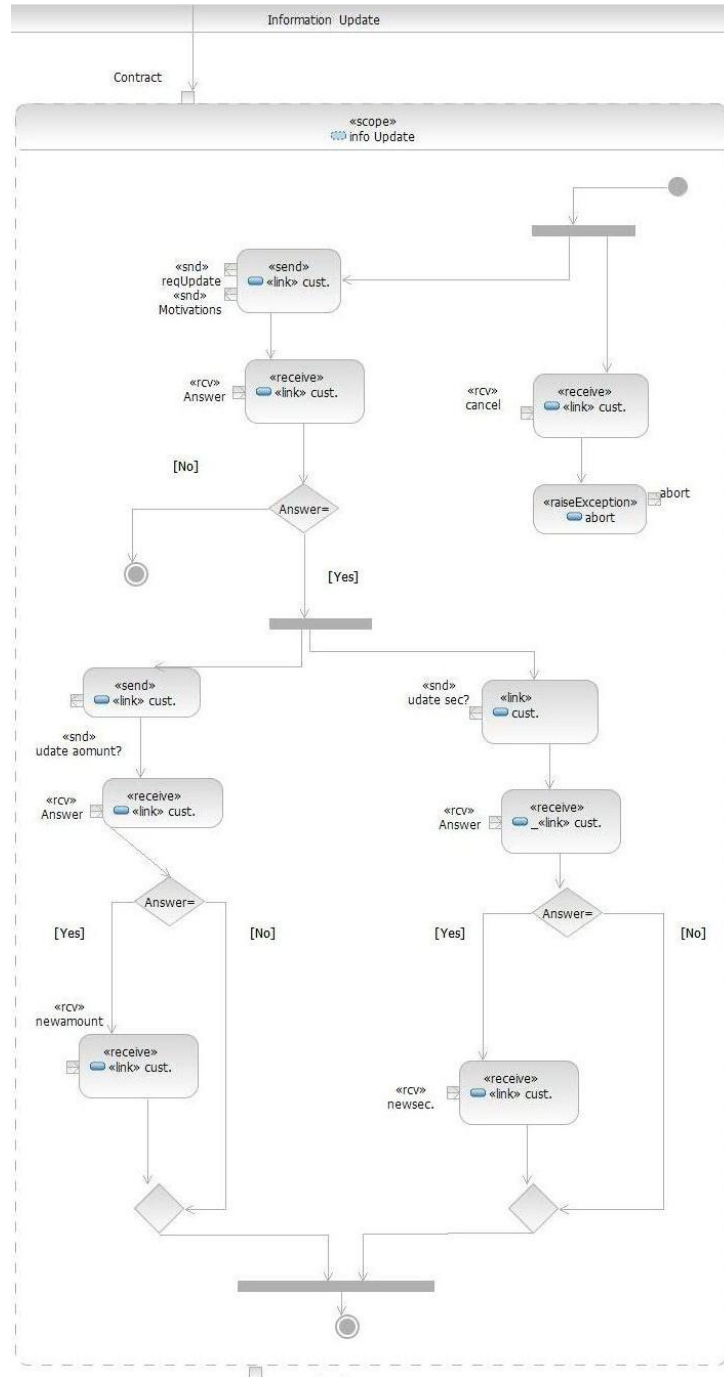 Information Update
Contract
«scope»
info Update
«snd»
reqUpdate
«snd»
Motivations
«send»
«link» cust.
«rcv»
Answer
«receive»
«link» cust.
«rcv»
cancel
«receive»
«link» cust.
[No]
Answer=
«raiseException»
abort
abort
[Yes]
«send»
«link» cust.
«snd»
udate sec?
«link»
cust.
«snd»
udate aomunt?
«rcv»
Answer
«receive»
«link» cust.
«rcv»
Answer
«receive»
_«link» cust.
Answer=
[Yes]
[No]
Answer=
[Yes]
[No]
«rcv»
newamount
«receive»
«link» cust.
«rcv»
newsec.
«receive»
«link» cust.